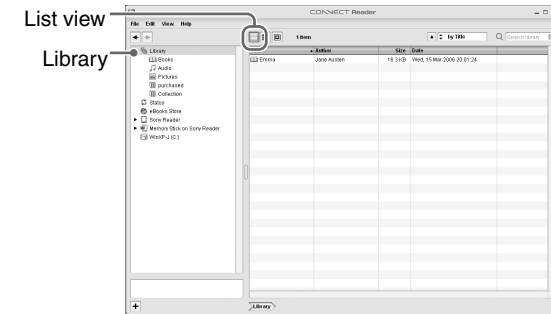 List view
Library
CONNECT Reader
File Edit View Help
1 item
by Title
Search library
Library
Books
Audio
Pictures
purchased
Collection
Status
eBooks Store
Sony Reader
Memory Stick on Sony Reader
WinXP-J (C:)
Author Size Date
Emma Jane Austen 18.3 KB Wed, 15 Mar 2006 20:01:24
Library